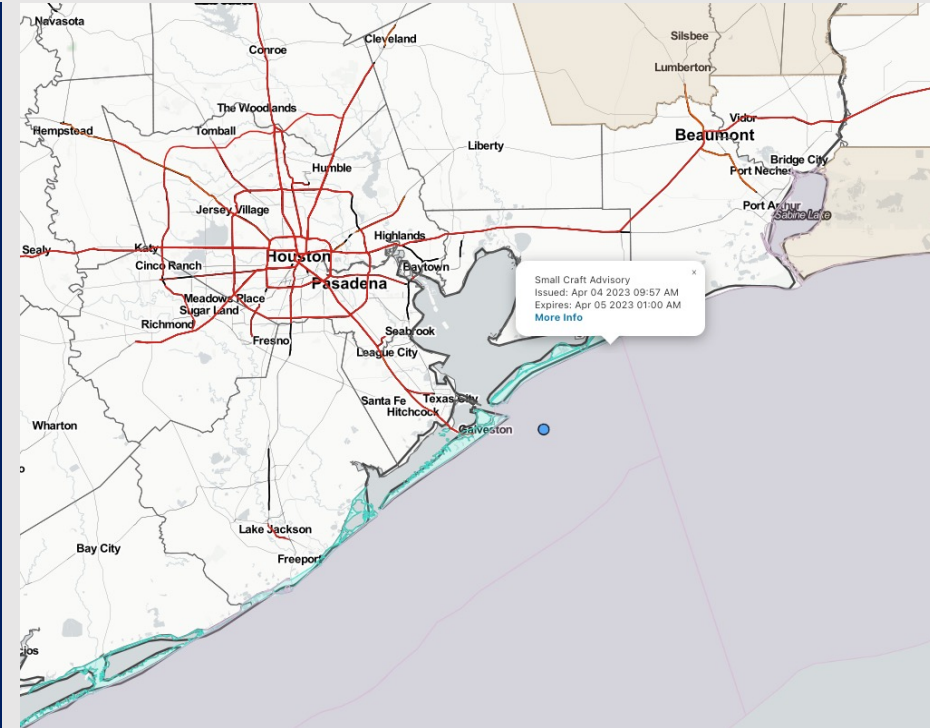 Navasota
Cleveland
Conroe
Silsbee
Lumberton
The Woodlands
Hempstead
Tomball
Vidor
Beaumont
Liberty
Humble
Bridge City
Port Neches
Jersey Village
Port Arthur
Sabine Lake
Highlands
Sealy
Katy
Houston
Cinco Ranch
Baytown
Pasadena
×
Small Craft Advisory
Issued: Apr 04 2023 09:57 AM
Expires: Apr 05 2023 01:00 AM
More Info
Meadows Place
Sugar Land
Richmond
Seabrook
Fresno
League City
Santa Fe
Texas City
Hitchcock
Wharton
Galveston
Lake Jackson
Bay City
Freeport